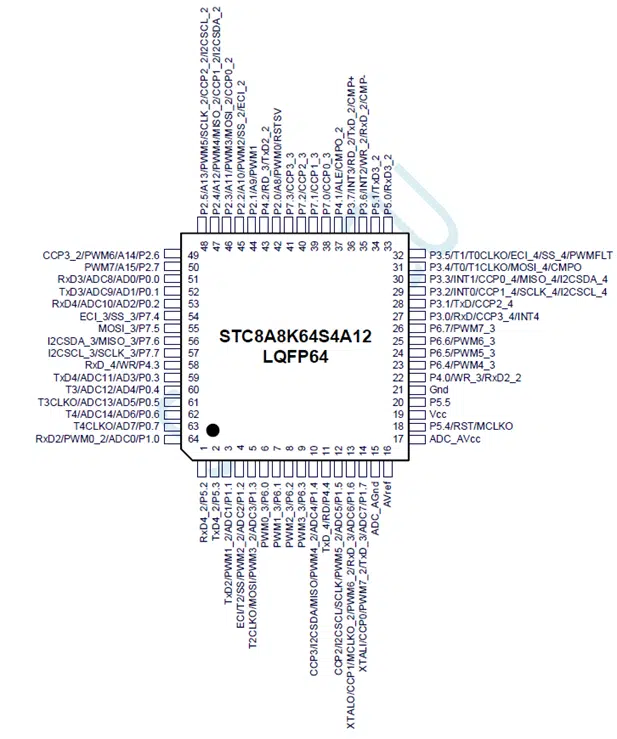 P2.5/A13/PWM5/SCLK_2/CCP2_2/I2CSCL_2
P2.4/A12/PWM4/MISO_2/CCP1_2/I2CSDA_2
P2.3/A11/PWM3/MOSI_2/CCP0_2
P2.2/A10/PWM2/SS_2/ECI_2
P2.1/A9/PWM1
P4.2/RD_3/TxD2_2
P2.0/A8/PWM0/RSTSV
P7.3/CCP3_3
P7.2/CCP2_3
P7.1/CCP1_3
P7.0/CCP0_3
P4.1/ALE/CMPO_2
P3.7/INT3/RD_2/TxD_2/CMP+
P3.6/INT2/WR_2/RxD_2/CMP-
P5.1/TxD3_2
P5.0/RxD3_2
48
47
46
45
44
43
42
41
40
39
38
37
36
35
34
33
CCP3_2/PWM6/A14/P2.6 49
PWM7/A15/P2.7 50
RxD3/ADC8/AD0/P0.0 51
TxD3/ADC9/AD1/P0.1 52
RxD4/ADC10/AD2/P0.2 53
ECI_3/SS_3/P7.4 54
MOSI_3/P7.5 55
I2CSDA_3/MISO_3/P7.6 56
I2CSCL_3/SCLK_3/P7.7 57
RxD_4/WR/P4.3 58
TxD4/ADC11/AD3/P0.3 59
T3/ADC12/AD4/P0.4 60
T3CLKO/ADC13/AD5/P0.5 61
T4/ADC14/AD6/P0.6 62
T4CLKO/AD7/P0.7 63
RxD2/PWM0_2/ADC0/P1.0 64
STC8A8K64S4A12
LQFP64
32 P3.5/T1/T0CLKO/ECI_4/SS_4/PWMFLT
31 P3.4/T0/T1CLKO/MOSI_4/CMPO
30 P3.3/INT1/CCP0_4/MISO_4/I2CSDA_4
29 P3.2/INT0/CCP1_4/SCLK_4/I2CSCL_4
28 P3.1/TxD/CCP2_4
27 P3.0/RxD/CCP3_4/INT4
26 P6.7/PWM7_3
25 P6.6/PWM6_3
24 P6.5/PWM5_3
23 P6.4/PWM4_3
22 P4.0/WR_3/RxD2_2
21 Gnd
20 P5.5
19 Vcc
18 P5.4/RST/MCLKO
17 ADC_AVcc
1
2
3
4
5
6
7
8
9
10
11
12
13
14
15
16
RxD4_2/P5.2
TxD4_2/P5.3
TxD2/PWM1_2/ADC1/P1.1
ECI/T2/SS/PWM2_2/ADC2/P1.2
T2CLKO/MOSI/PWM3_2/ADC3/P1.3
PWM0_3/P6.0
PWM1_3/P6.1
PWM2_3/P6.2
PWM3_3/P6.3
CCP3/I2CSDA/MISO/PWM4_2/ADC4/P1.4
TxD_4/RD/P4.4
CCP2/I2CSCL/SCLK/PWM5_2/ADC5/P1.5
XTALO/CCP1/MCLKO_2/PWM6_2/RxD_3/ADC6/P1.6
XTALI/CCP0/PWM7_2/TxD_3/ADC7/P1.7
ADC_AGnd
AVref